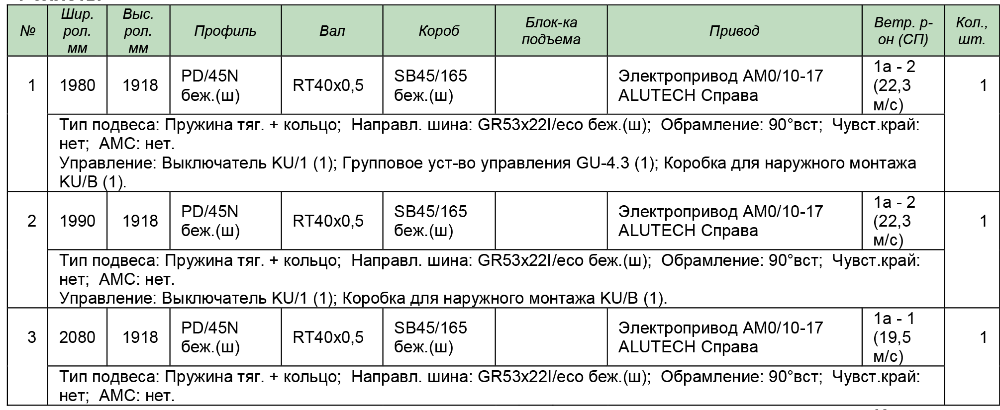 №
Шир. рол. мм
Выс. рол. мм
Профиль
Вал
Короб
Блок-ка подъема
Привод
Ветр. р-он (СП)
Кол., шт.
1
1980
1918
PD/45N беж.(ш)
RT40x0,5
SB45/165 беж.(ш)
Электропривод AM0/10-17 ALUTECH Справа
1а - 2 (22,3 м/с)
1
Тип подвеса: Пружина тяг. + кольцо;  Направл. шина: GR53x22I/eco беж.(ш);  Обрамление: 90°вст;  Чувст.край:
нет;  АМС: нет.
Управление: Выключатель KU/1 (1); Групповое уст-во управления GU-4.3 (1); Коробка для наружного монтажа
KU/B (1).
2
1990
1918
PD/45N беж.(ш)
RT40x0,5
SB45/165 беж.(ш)
Электропривод AM0/10-17 ALUTECH Справа
1а - 2 (22,3 м/с)
1
Тип подвеса: Пружина тяг. + кольцо;  Направл. шина: GR53x22I/eco беж.(ш);  Обрамление: 90°вст;  Чувст.край:
нет;  АМС: нет.
Управление: Выключатель KU/1 (1); Коробка для наружного монтажа KU/B (1).
3
2080
1918
PD/45N беж.(ш)
RT40x0,5
SB45/165 беж.(ш)
Электропривод AM0/10-17 ALUTECH Справа
1а - 1 (19,5 м/с)
1
Тип подвеса: Пружина тяг. + кольцо;  Направл. шина: GR53x22I/eco беж.(ш);  Обрамление: 90°вст;  Чувст.край:
нет;  АМС: нет.